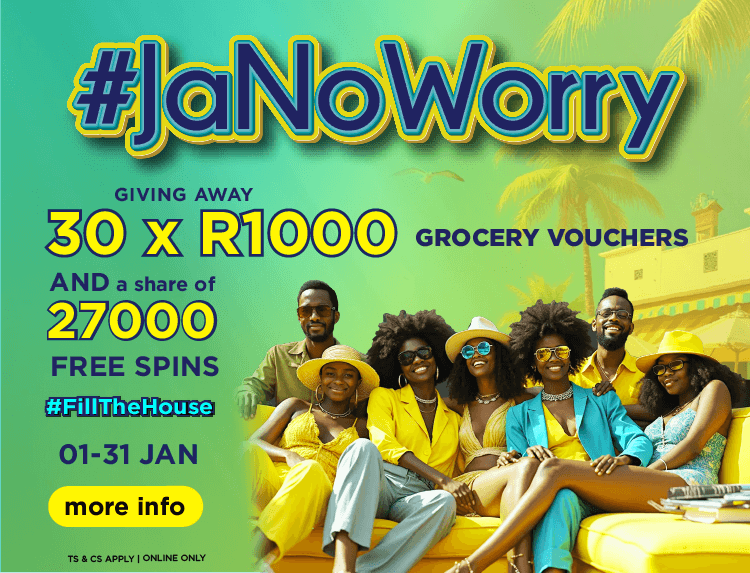 #JaNoWorry
GIVING AWAY
30 x R1000 GROCERY VOUCHERS
AND a share of
27000
FREE SPINS
#FillTheHouse
01-31 JAN
more info
TS & CS APPLY | ONLINE ONLY